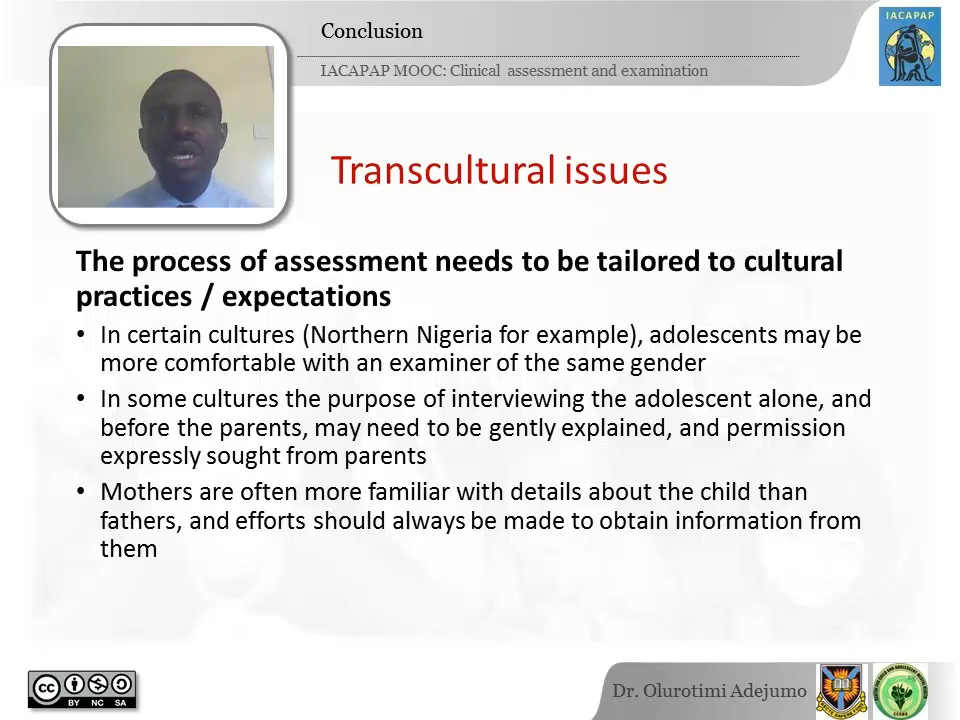 Conclusion
IACAPAP MOOC: Clinical assessment and examination
IACAPAP
Transcultural issues
The process of assessment needs to be tailored to cultural
practices / expectations
• In certain cultures (Northern Nigeria for example), adolescents may be
more comfortable with an examiner of the same gender
• In some cultures the purpose of interviewing the adolescent alone, and
before the parents, may need to be gently explained, and permission
expressly sought from parents
• Mothers are often more familiar with details about the child than
fathers, and efforts should always be made to obtain information from
them
cc
BY NC SA
Dr. Olurotimi Adejumo